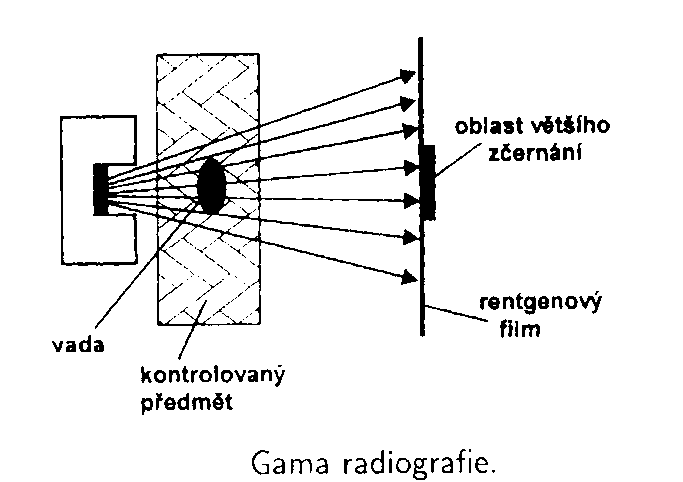 oblast většího
zčernání
rentgenový
film
vada
kontrolovaný
předmět
Gama radiografie.